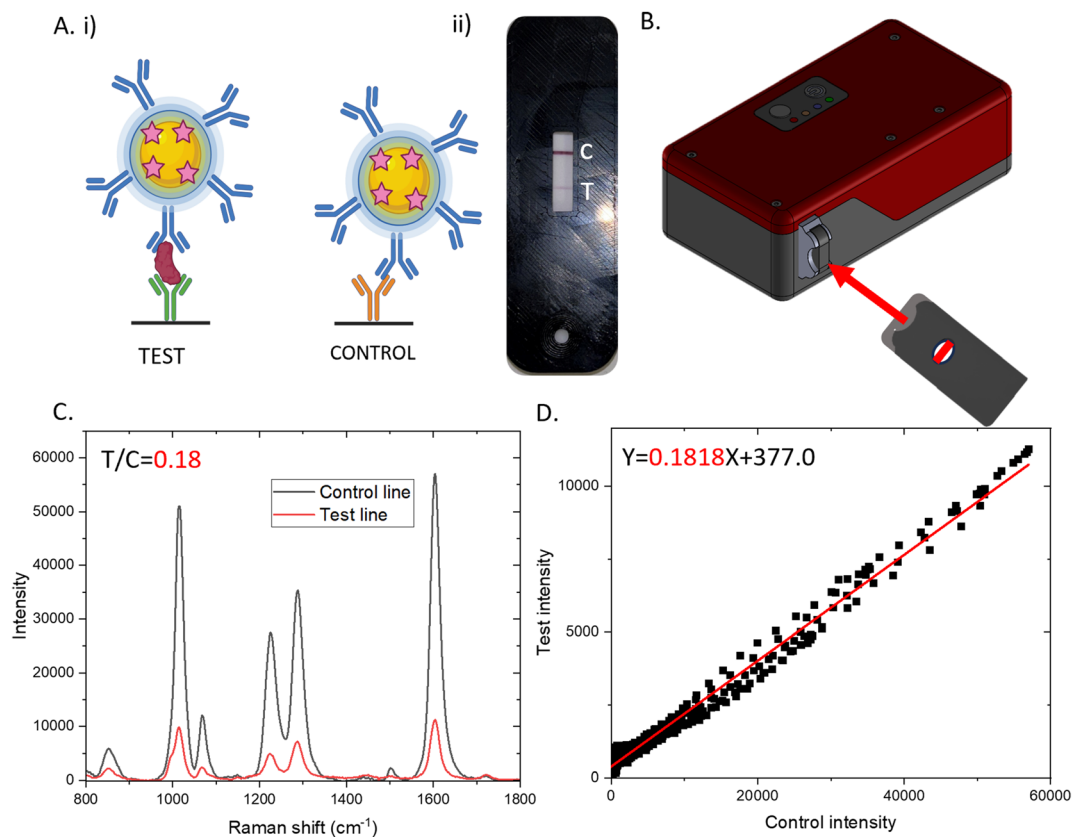 A. i)
ii)
B.
C
T
TEST
CONTROL
C.
D.
T/C=0.18
Control line
Test line
60000
50000
40000
30000
20000
10000
0
Intensity
800
1000
1200
1400
1600
1800
Raman shift (cm⁻¹)
Y=0.1818X+377.0
10000
5000
0
Test intensity
0
20000
40000
60000
Control intensity